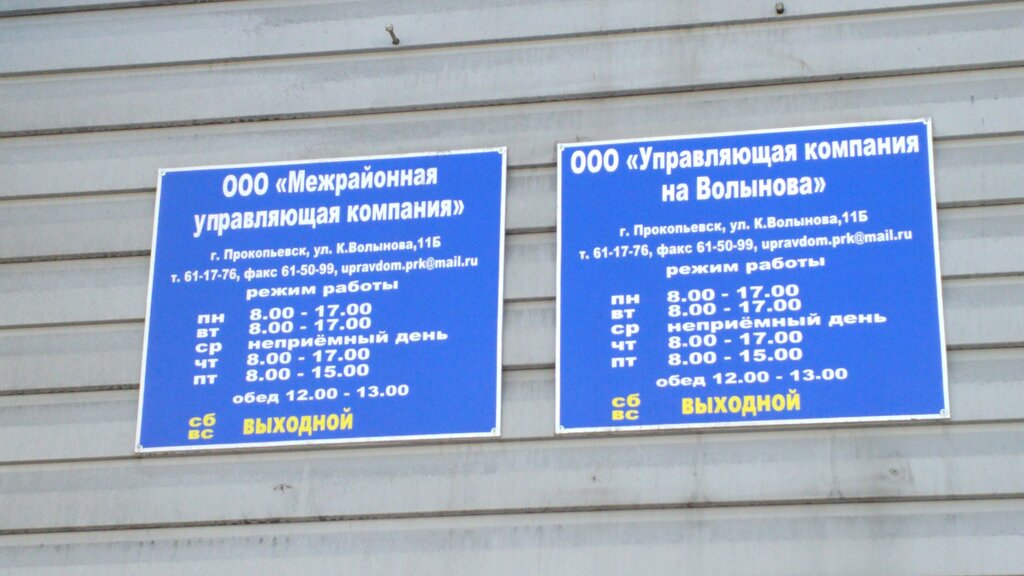 ООО «Межрайонная
управляющая компания»
г. Прокопьевск, ул. К.Волынова,11Б
т. 61-17-76, факс 61-50-99, upravdom.prk@mail.ru
режим работы
пн 8.00 - 17.00
вт 8.00 - 17.00
ср неприёмный день
чт 8.00 - 17.00
пт 8.00 - 15.00
обед 12.00 - 13.00
сб
вс выходной
ООО «Управляющая компания
на Волынова»
г. Прокопьевск, ул. К.Волынова,11Б
т. 61-17-76, факс 61-50-99, upravdom.prk@mail.ru
режим работы
пн 8.00 - 17.00
вт 8.00 - 17.00
ср неприёмный день
чт 8.00 - 17.00
пт 8.00 - 15.00
обед 12.00 - 13.00
сб
вс выходной